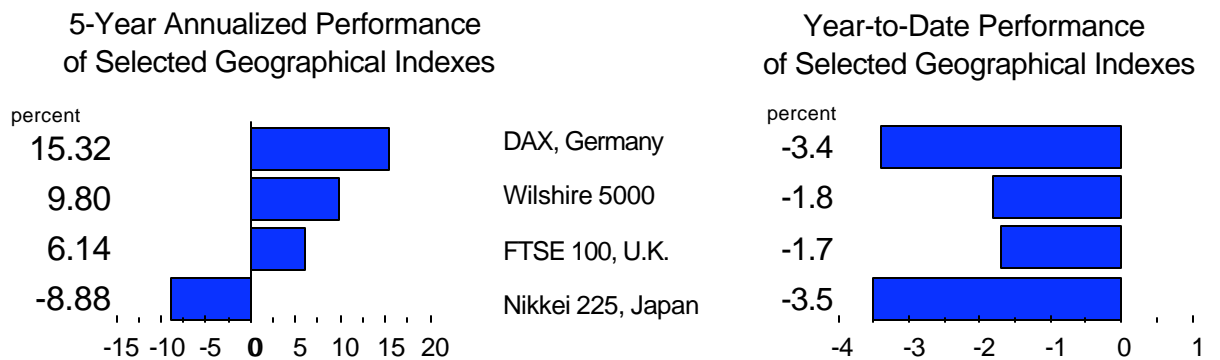 5-Year Annualized Performance
of Selected Geographical Indexes
percent
15.32
9.80
6.14
-8.88
-15 -10 -5 0 5 10 15 20
DAX, Germany
Wilshire 5000
FTSE 100, U.K.
Nikkei 225, Japan
Year-to-Date Performance
of Selected Geographical Indexes
percent
-3.4
-1.8
-1.7
-3.5
-4 -3 -2 -1 0 1